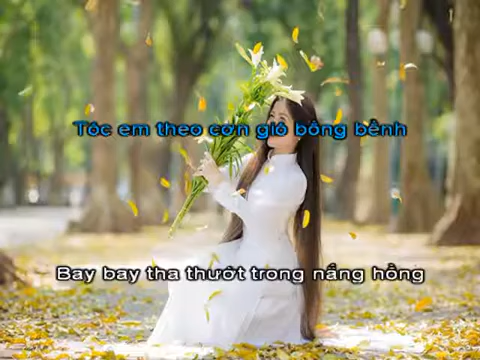 Tóc em theo cơn gió bồng bềnh
Bay bay tha thướt trong nắng hồng